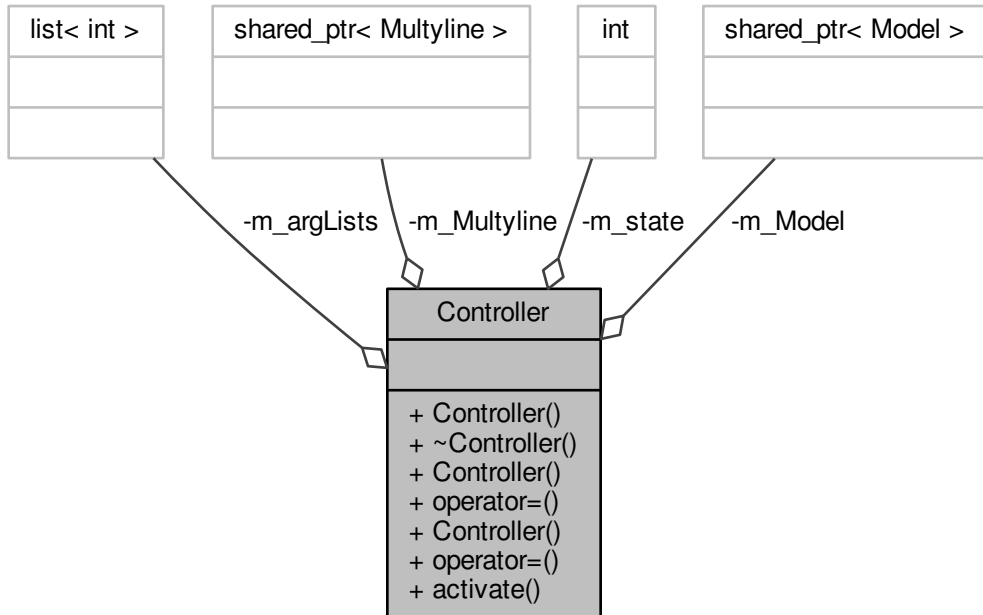 list< int >
shared_ptr< Multyline >
int
shared_ptr< Model >
-m_argLists
-m_Multyline
-m_state
-m_Model
Controller
+ Controller()
+ ~Controller()
+ Controller()
+ operator=()
+ Controller()
+ operator=()
+ activate()